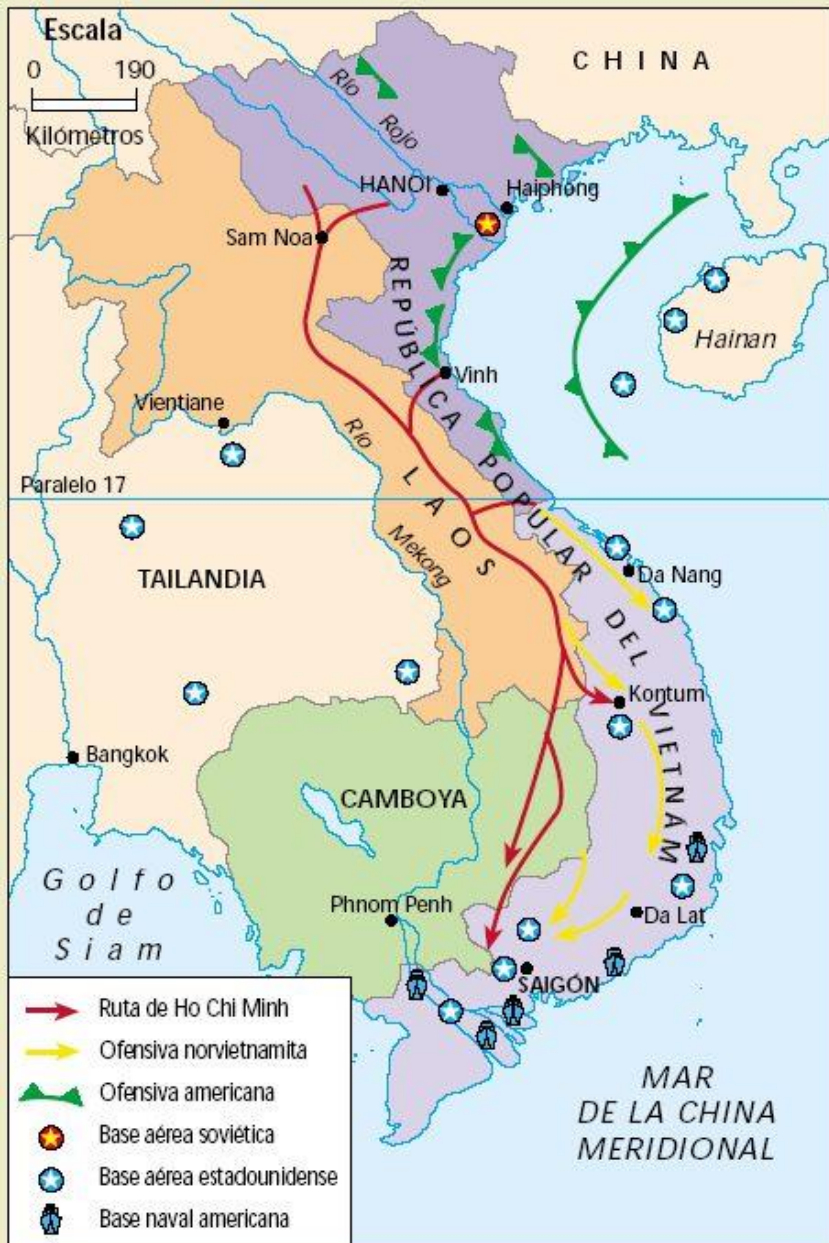 Escala
0 190
Kilómetros
CHINA
Río Rojo
HANOI
Haiphong
Sam Noa
REPÚBLICA POPULAR DEL VIETNAM
Hainan
Vinh
Vientiane
Río Mekong
LAOS
Paralelo 17
TAILANDIA
Da Nang
Kontum
Bangkok
CAMBOYA
Golfo
de
Siam
Phnom Penh
Da Lat
SAIGÓN
MAR
DE LA CHINA
MERIDIONAL
Ruta de Ho Chi Minh
Ofensiva norvietnamita
Ofensiva americana
Base aérea soviética
Base aérea estadounidense
Base naval americana